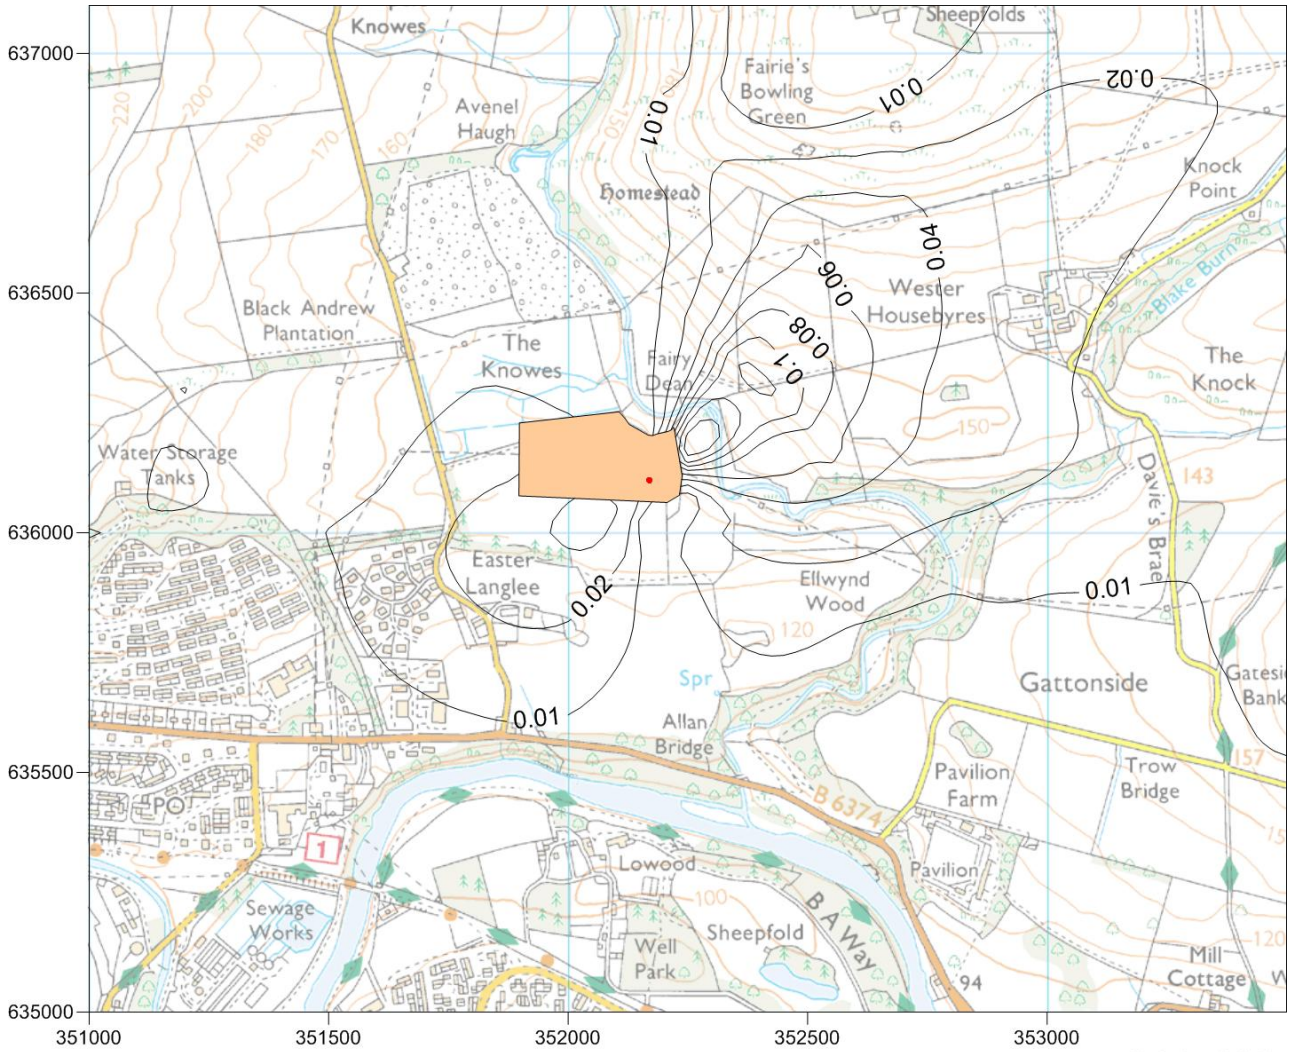 637000
636500
636000
635500
635000
351000
351500
352000
352500
353000
Knowes
Sheepfolds
220
200
180
170
160
150
Avenel
Haugh
Fairie's
Bowling
Green
0.01
0.01
0.02
Knock
Point
Homestead
0.04
0.06
0.08
0.1
Wester
Housebyres
Blake Burn
Black Andrew
Plantation
The
Knowes
Fairy
Dean
The
Knock
150
Water Storage
Tanks
143
Davie's Brae
Easter
Langlee
0.02
Ellwynd
Wood
0.01
120
Spr
Gattonside
Gatesi
Bank
0.01
Allan
Bridge
157
PO
B 6374
Pavilion
Farm
Trow
Bridge
15
1
Lowood
Pavilion
100
Sewage
Works
Sheepfold
B A Way
Well
Park
120
Mill
Cottage
W
94